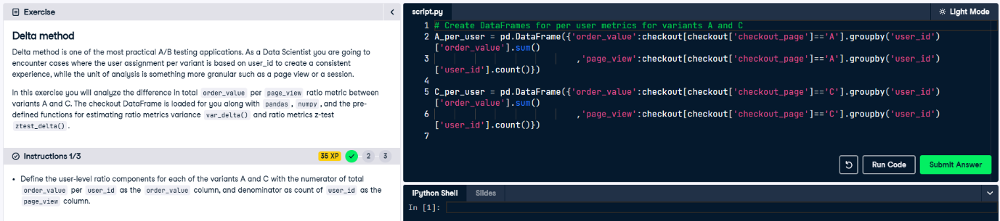 Exercise
Delta method
Delta method is one of the most practical A/B testing applications. As a Data Scientist you are going to
encounter cases where the user assignment per variant is based on user_id to create a consistent
experience, while the unit of analysis is something more granular such as a page view or a session.
In this exercise you will analyze the difference in total order_value per page_view ratio metric between
variants A and C. The checkout DataFrame is loaded for you along with pandas , numpy , and the pre-
defined functions for estimating ratio metrics variance var_delta() and ratio metrics z-test
ztest_delta() .
Instructions 1/3
35 XP
2
3
• Define the user-level ratio components for each of the variants A and C with the numerator of total
order_value per user_id as the order_value column, and denominator as count of user_id as the
page_view column.
script.py
Light Mode
1 # Create DataFrames for per user metrics for variants A and C
2 A_per_user = pd.DataFrame({'order_value':checkout[checkout['checkout_page']=='A'].groupby('user_id')
['order_value'].sum()
3 ,'page_view':checkout[checkout['checkout_page']=='A'].groupby('user_id')
['user_id'].count()})
4
5 C_per_user = pd.DataFrame({'order_value':checkout[checkout['checkout_page']=='C'].groupby('user_id')
['order_value'].sum()
6 ,'page_view':checkout[checkout['checkout_page']=='C'].groupby('user_id')
['user_id'].count()})
7
Run Code
Submit Answer
IPython Shell
Slides
In [1]: